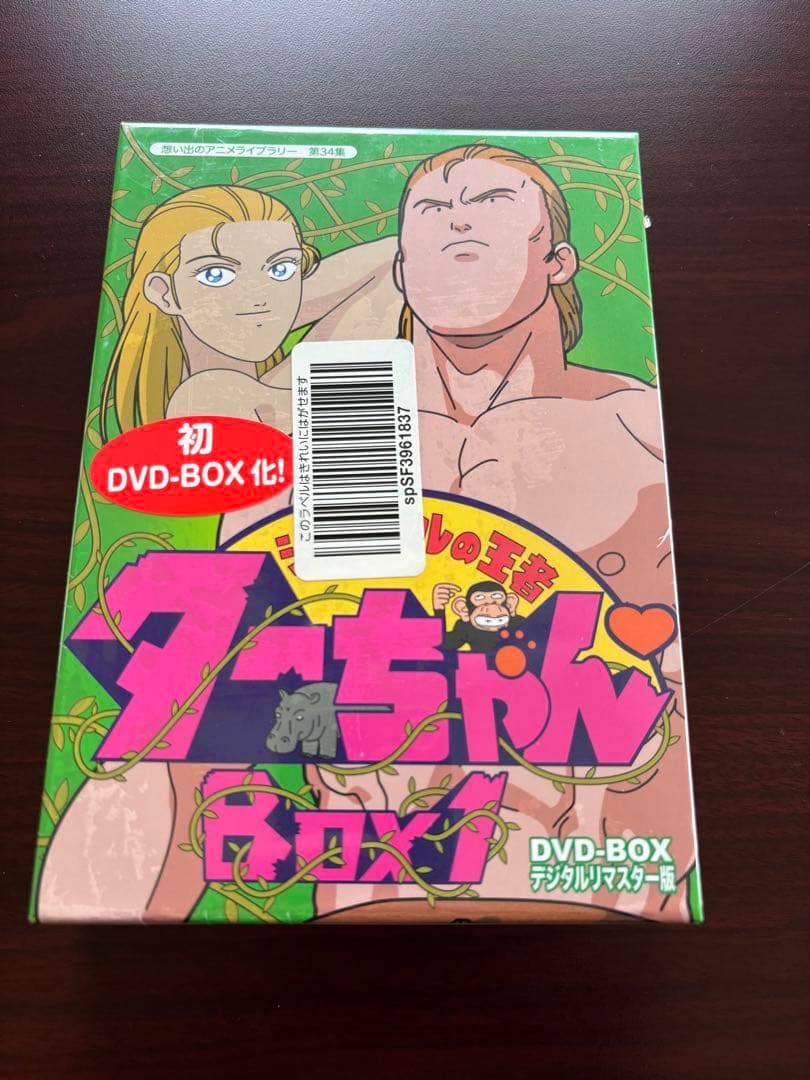 想い出のアニメライブラリー 第34集
初
DVD-BOX 化!
このラベルはきれいにはがせます
spSF3961837
ルの王者
ターちゃん♡
BOX1
DVD-BOX
デジタルリマスター版